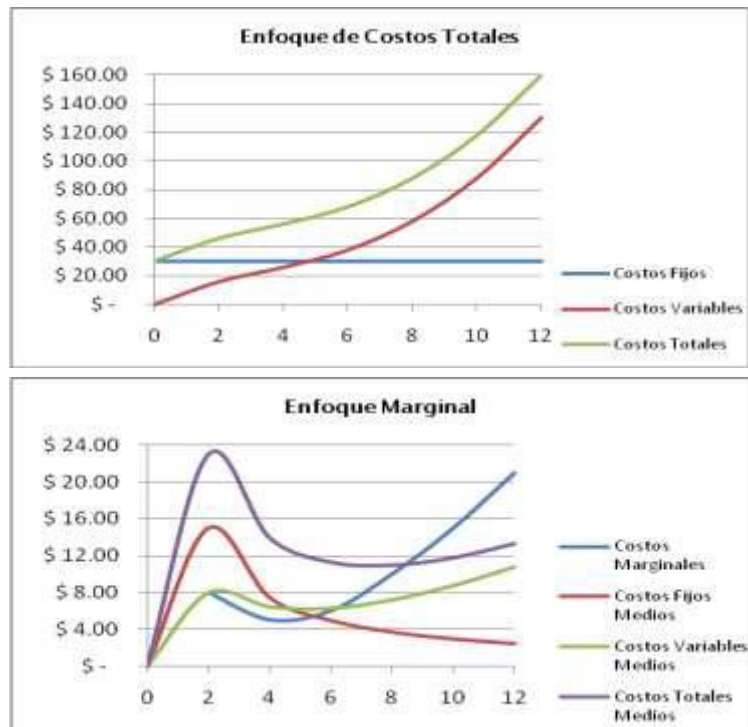 Enfoque de Costos Totales
$ 160.00
$ 140.00
$ 120.00
$ 100.00
$ 80.00
$ 60.00
$ 40.00
$ 20.00
$ -
0 2 4 6 8 10 12
Costos Fijos
Costos Variables
Costos Totales
Enfoque Marginal
$ 24.00
$ 20.00
$ 16.00
$ 12.00
$ 8.00
$ 4.00
$ -
0 2 4 6 8 10 12
Costos
Marginales
Costos Fijos
Medios
Costos Variables
Medios
Costos Totales
Medios